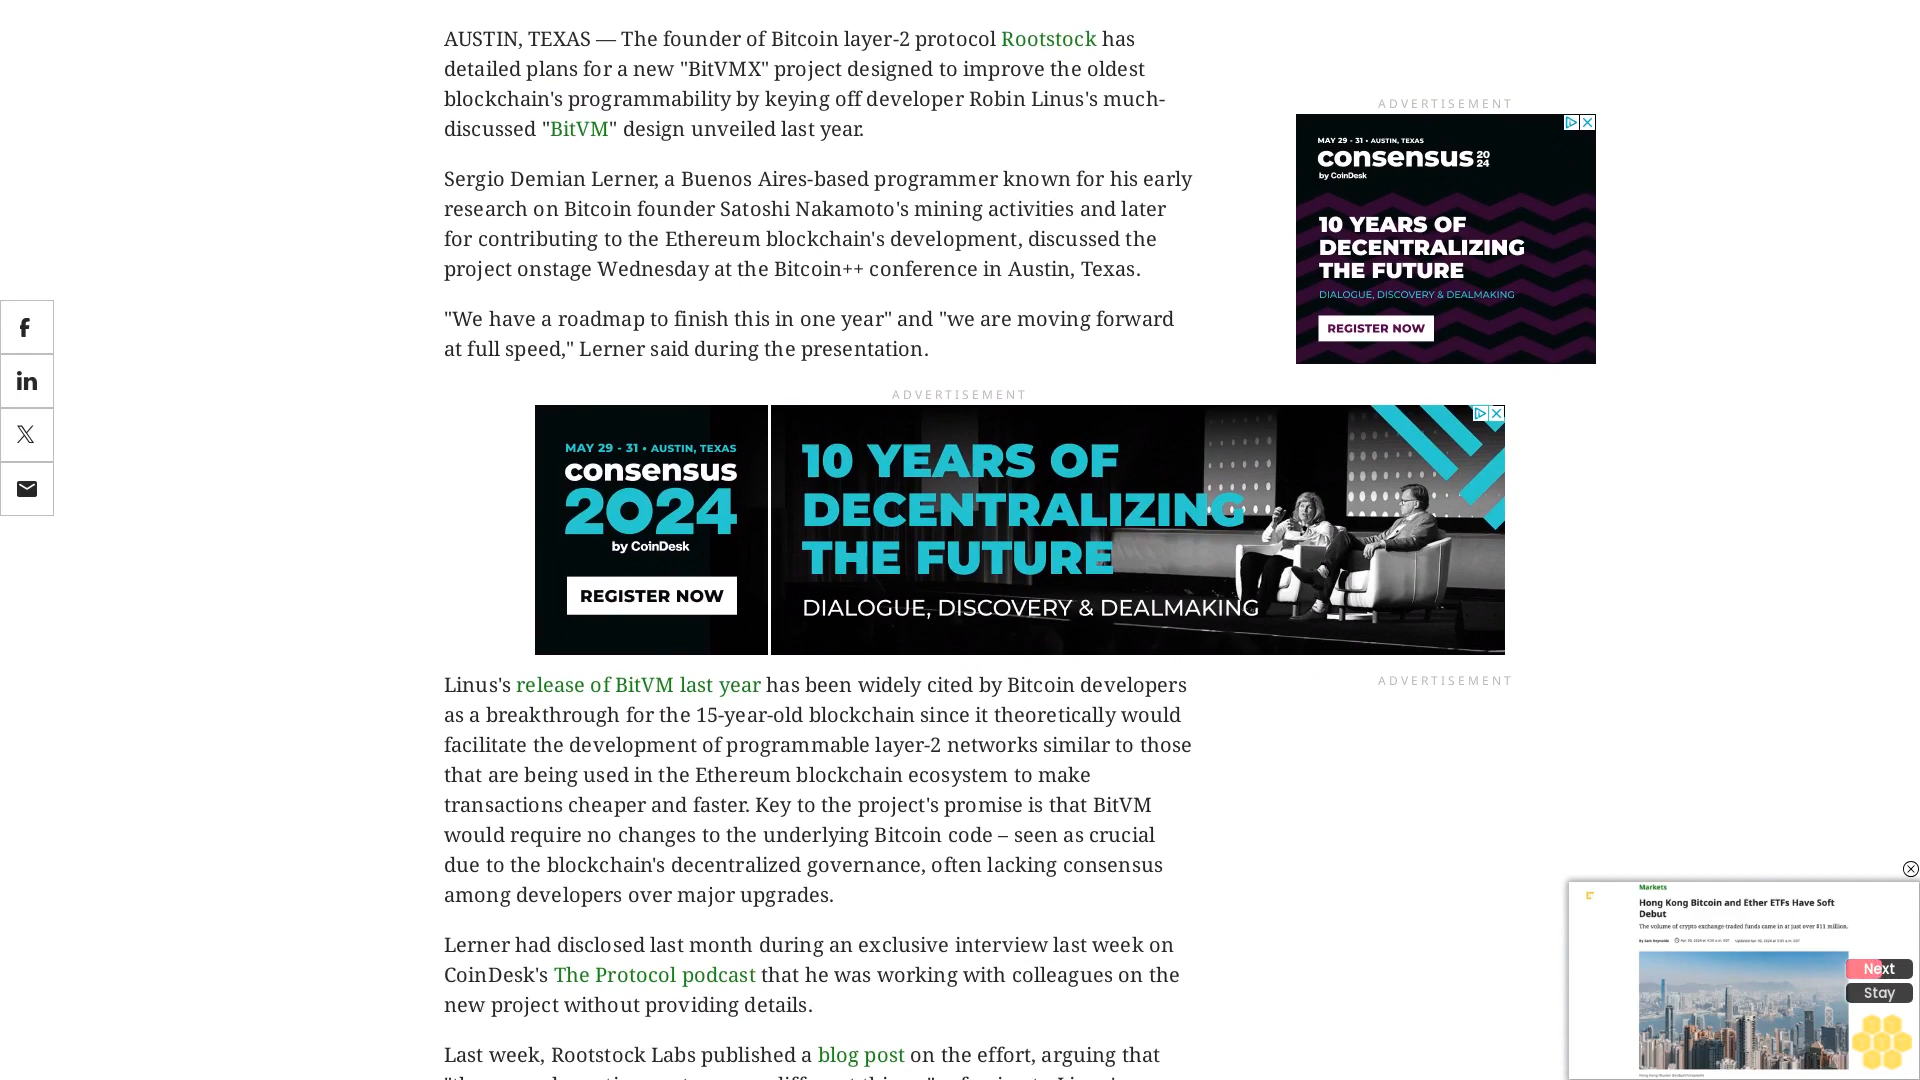 AUSTIN, TEXAS — The founder of Bitcoin layer-2 protocol Rootstock has
detailed plans for a new "BitVMX" project designed to improve the oldest
blockchain's programmability by keying off developer Robin Linus's much-
discussed "BitVM" design unveiled last year.
Sergio Demian Lerner, a Buenos Aires-based programmer known for his early
research on Bitcoin founder Satoshi Nakamoto's mining activities and later
for contributing to the Ethereum blockchain's development, discussed the
project onstage Wednesday at the Bitcoin++ conference in Austin, Texas.
"We have a roadmap to finish this in one year" and "we are moving forward
at full speed," Lerner said during the presentation.
ADVERTISEMENT
MAY 29 - 31 • AUSTIN, TEXAS
consensus 2024
by CoinDesk
10 YEARS OF
DECENTRALIZING
THE FUTURE
DIALOGUE, DISCOVERY & DEALMAKING
REGISTER NOW
ADVERTISEMENT
MAY 29 - 31 • AUSTIN, TEXAS
consensus
2024
by CoinDesk
REGISTER NOW
10 YEARS OF
DECENTRALIZING
THE FUTURE
DIALOGUE, DISCOVERY & DEALMAKING
Linus's release of BitVM last year has been widely cited by Bitcoin developers
as a breakthrough for the 15-year-old blockchain since it theoretically would
facilitate the development of programmable layer-2 networks similar to those
that are being used in the Ethereum blockchain ecosystem to make
transactions cheaper and faster. Key to the project's promise is that BitVM
would require no changes to the underlying Bitcoin code – seen as crucial
due to the blockchain's decentralized governance, often lacking consensus
among developers over major upgrades.
Lerner had disclosed last month during an exclusive interview last week on
CoinDesk's The Protocol podcast that he was working with colleagues on the
new project without providing details.
Last week, Rootstock Labs published a blog post on the effort, arguing that
ADVERTISEMENT
Markets
Hong Kong Bitcoin and Ether ETFs Have Soft
Debut
The volume of crypto exchange-traded funds came in at just over $11 million.
Next
Stay